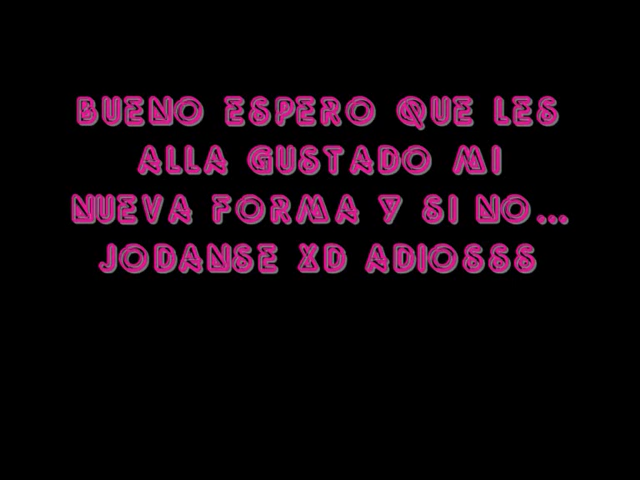 BUENO ESPERO QUE LES
ALLA GUSTADO MI
NUEVA FORMA Y SI NO...
JODANSE XD ADIOSSS